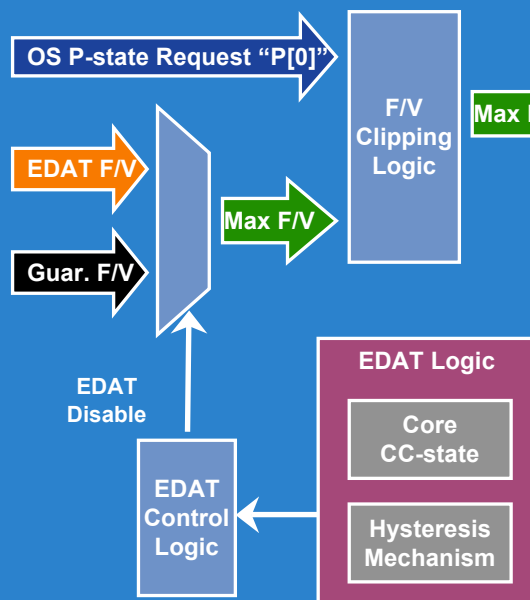 OS P-state Request “P[0]”
F/V
Clipping
Logic
Max
EDAT F/V
Max F/V
Guar. F/V
EDAT
Disable
EDAT Logic
Core
CC-state
EDAT
Control
Logic
Hysteresis
Mechanism